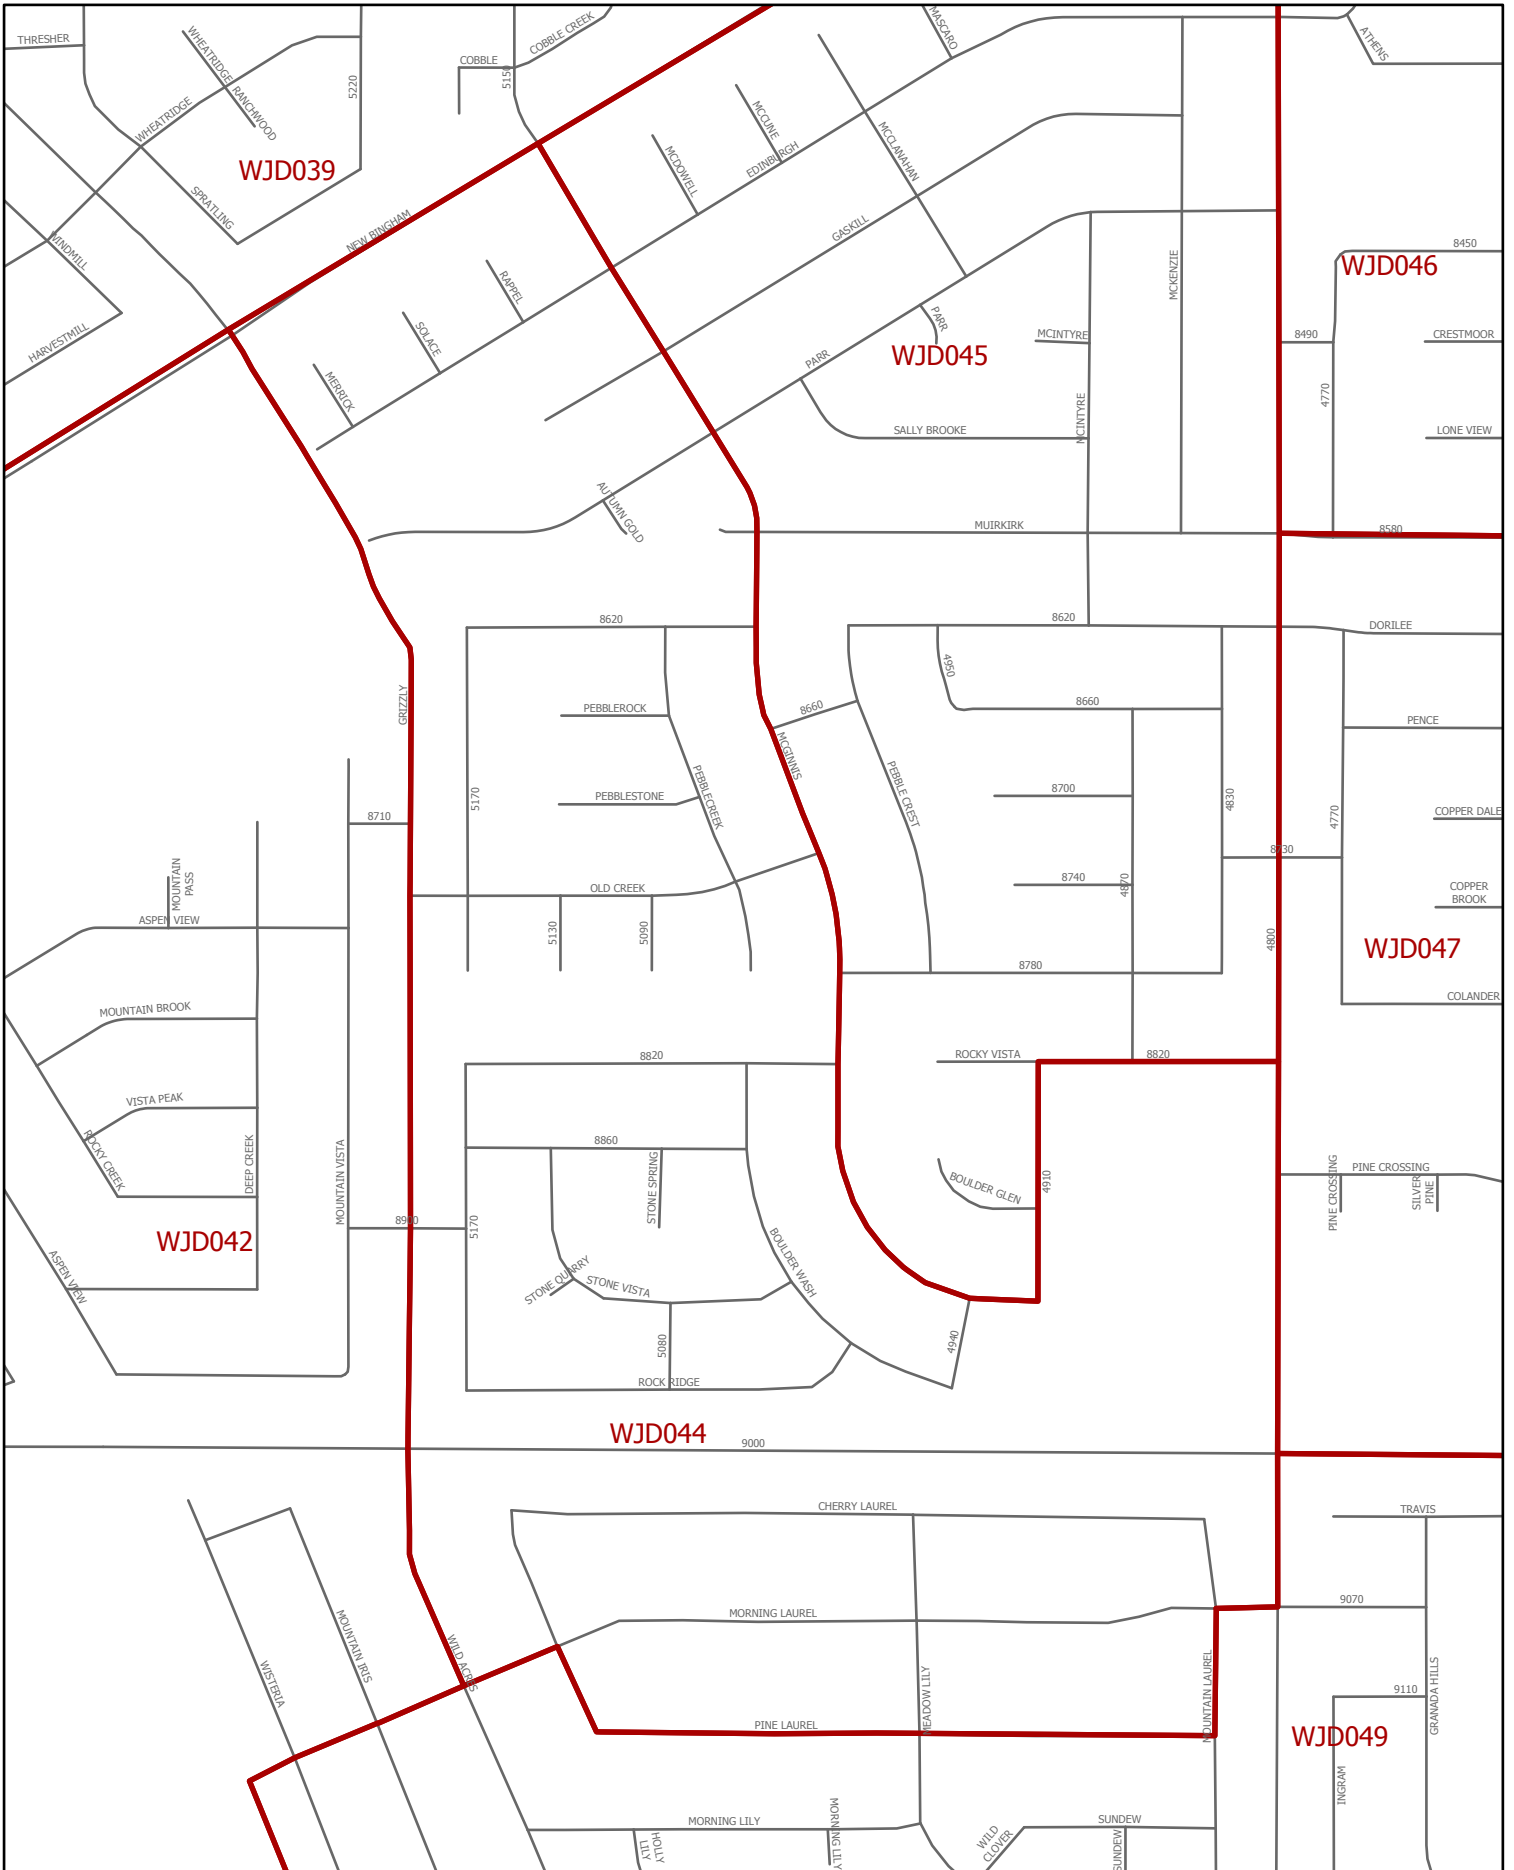 THRESHER
WHEATRIDGE
RANCHWOOD
WHEATRIDGE
5220
COBBLE
5150
COBBLE CREEK
MASCARO
ATHENS
WJD039
SPRATLING
WINDMILL
HARVESTMILL
NEW BINGHAM
MCDOWELL
MCCUNE
EDINBURGH
MCCLANAHAN
GASKILL
MCKENZIE
8450
WJD046
RAPPEL
SOLACE
MERRICK
PARR
PARR
WJD045
MCINTYRE
8490
CRESTMOOR
4770
SALLY BROOKE
MCINTYRE
LONE VIEW
AUTUMN GOLD
MUIRKIRK
8580
8620
8620
DORILEE
GRIZZLY
4950
PEBBLEROCK
8660
8660
PENCE
MCGINNIS
5170
PEBBLESTONE
PEBBLECREEK
PEBBLE CREST
8700
4830
4770
COPPER DALE
8710
8730
MOUNTAIN
PASS
OLD CREEK
8740
4870
COPPER
BROOK
ASPEN VIEW
5130
5090
4800
WJD047
8780
COLANDER
MOUNTAIN BROOK
8820
ROCKY VISTA
8820
VISTA PEAK
ROCKY CREEK
DEEP CREEK
MOUNTAIN VISTA
8860
STONE SPRING
BOULDER GLEN
4910
PINE CROSSING
PINE CROSSING
SILVER
PINE
8900
5170
WJD042
ASPEN VIEW
STONE QUARRY
STONE VISTA
BOULDER WASH
5080
4940
ROCK RIDGE
WJD044
9000
CHERRY LAUREL
TRAVIS
MORNING LAUREL
9070
WISTERIA
MOUNTAIN IRIS
WILD ACRES
MEADOW LILY
MOUNTAIN LAUREL
9110
GRANADA HILLS
PINE LAUREL
WJD049
INGRAM
MORNING LILY
HOLLY
LILY
MORNING LILY
WILD
CLOVER
SUNDEW
SUNDEW